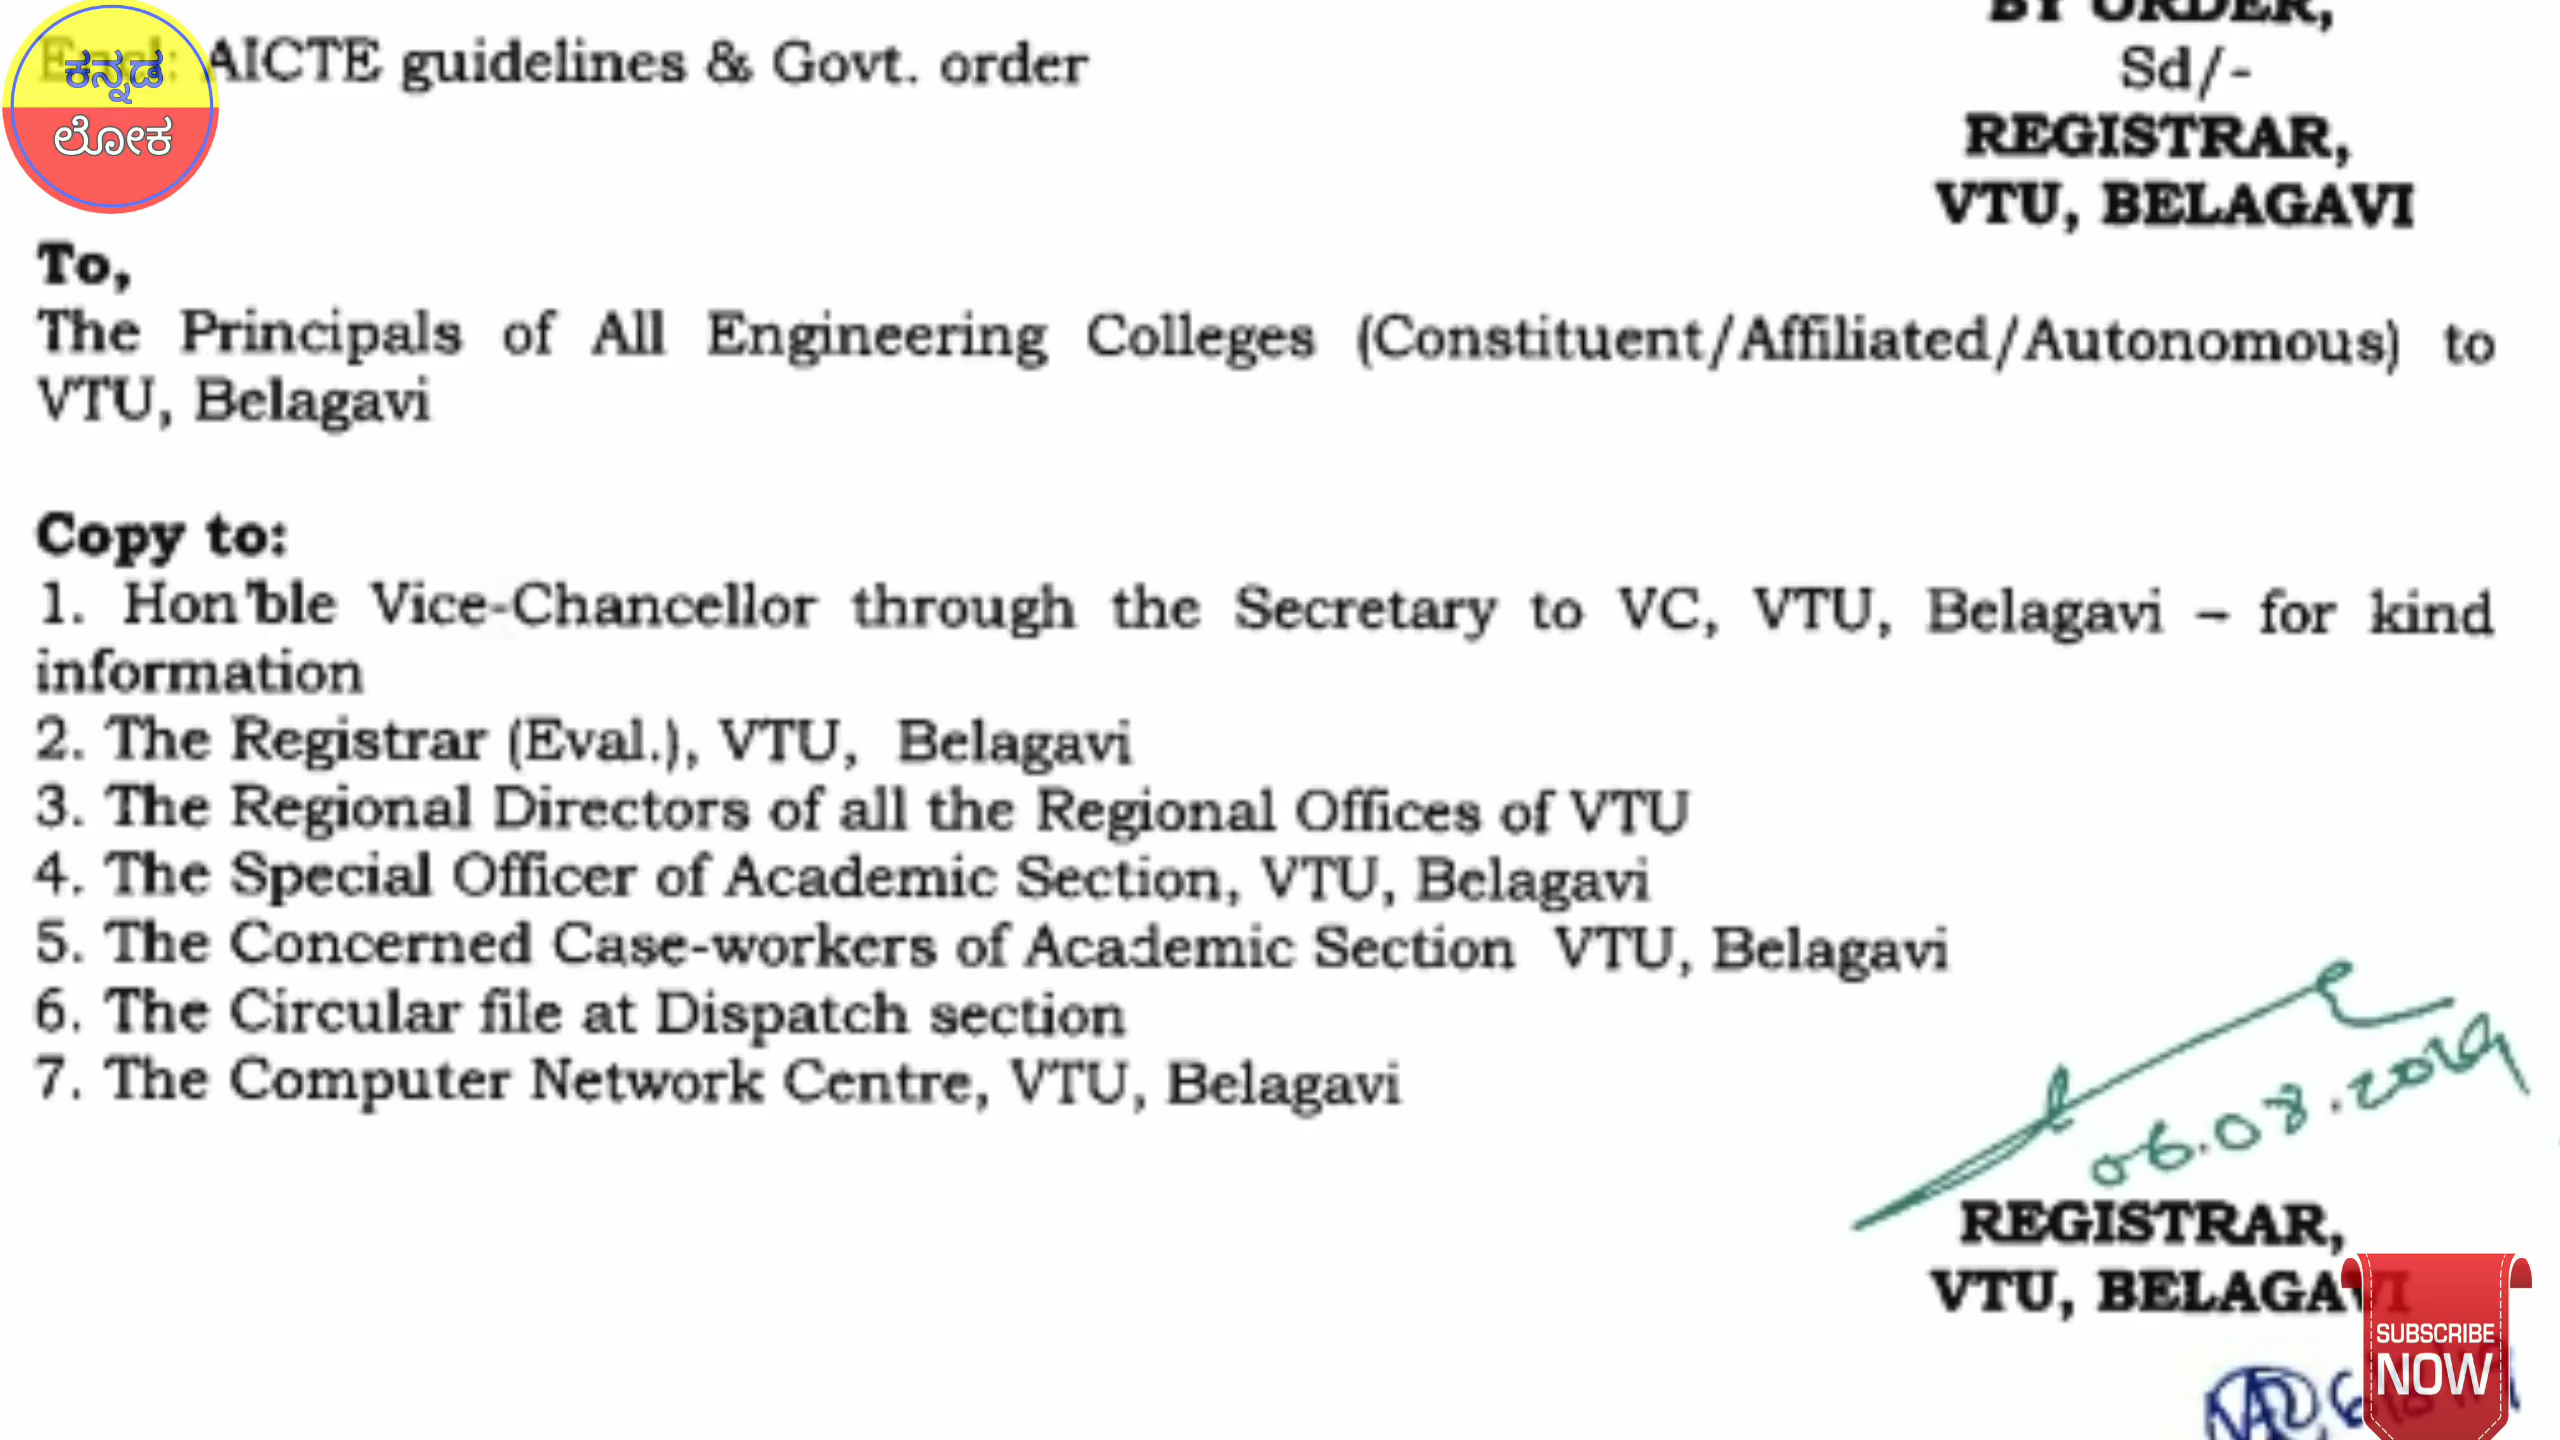 BY ORDER,
Encl: AICTE guidelines & Govt. order
Sd/-
ಕನ್ನಡ
ಲೋಕ
REGISTRAR,
VTU, BELAGAVI
To,
The Principals of All Engineering Colleges (Constituent/Affiliated/Autonomous) to
VTU, Belagavi
Copy to:
1. Hon'ble Vice-Chancellor through the Secretary to VC, VTU, Belagavi – for kind
information
2. The Registrar (Eval.), VTU, Belagavi
3. The Regional Directors of all the Regional Offices of VTU
4. The Special Officer of Academic Section, VTU, Belagavi
5. The Concerned Case-workers of Academic Section VTU, Belagavi
6. The Circular file at Dispatch section
7. The Computer Network Centre, VTU, Belagavi
06.08.2019
REGISTRAR,
VTU, BELAGAVI
SUBSCRIBE
NOW